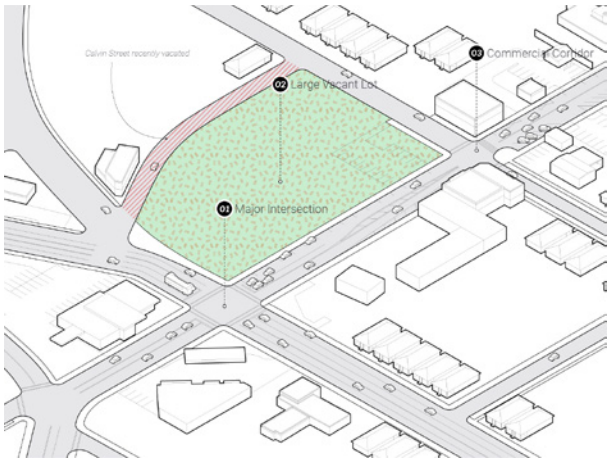 Calvin Street recently vacated
03 Commercial Corridor
02 Large Vacant Lot
01 Major Intersection